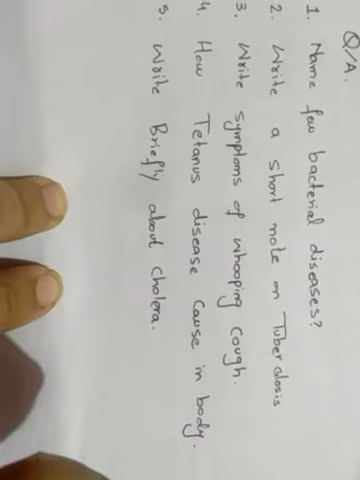 Q/A.
1. Name few bacterial diseases?
2. Write a short note on Tuberclosis
3. Write symptoms of whooping cough.
4. How Tetanus disease cause in body.
5. Write Briefly about cholera.